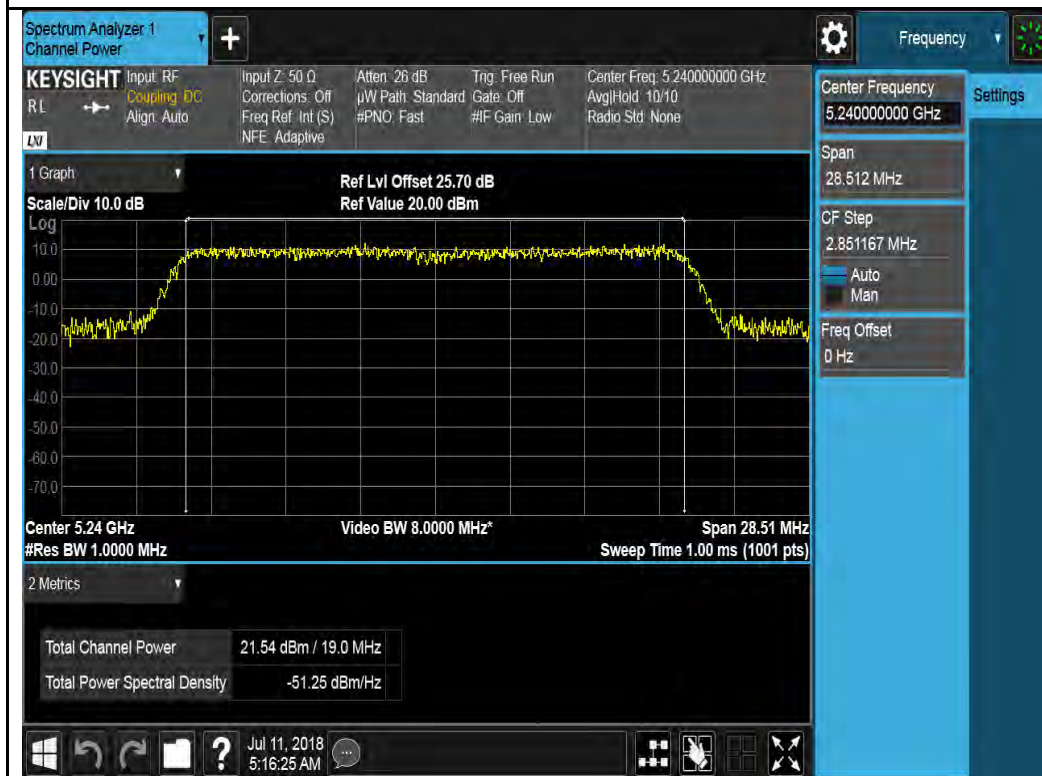 Spectrum Analyzer 1
Channel Power
+
Frequency
KEYSIGHT
RL
LXI
Input: RF
Coupling: DC
Align: Auto
Input Z: 50 Ω
Corrections: Off
Freq Ref: Int (S)
NFE: Adaptive
Atten: 26 dB
µW Path: Standard
#PNO: Fast
Trig: Free Run
Gate: Off
#IF Gain: Low
Center Freq: 5.240000000 GHz
Avg|Hold: 10/10
Radio Std: None
Center Frequency
5.240000000 GHz
Settings
Span
28.512 MHz
CF Step
2.851167 MHz
Auto
Man
Freq Offset
0 Hz
1 Graph
Scale/Div 10.0 dB
Ref Lvl Offset 25.70 dB
Ref Value 20.00 dBm
Log
10.0
0.00
-10.0
-20.0
-30.0
-40.0
-50.0
-60.0
-70.0
Center 5.24 GHz
#Res BW 1.0000 MHz
Video BW 8.0000 MHz*
Span 28.51 MHz
Sweep Time 1.00 ms (1001 pts)
2 Metrics
Total Channel Power 21.54 dBm / 19.0 MHz
Total Power Spectral Density -51.25 dBm/Hz
?
Jul 11, 2018
5:16:25 AM